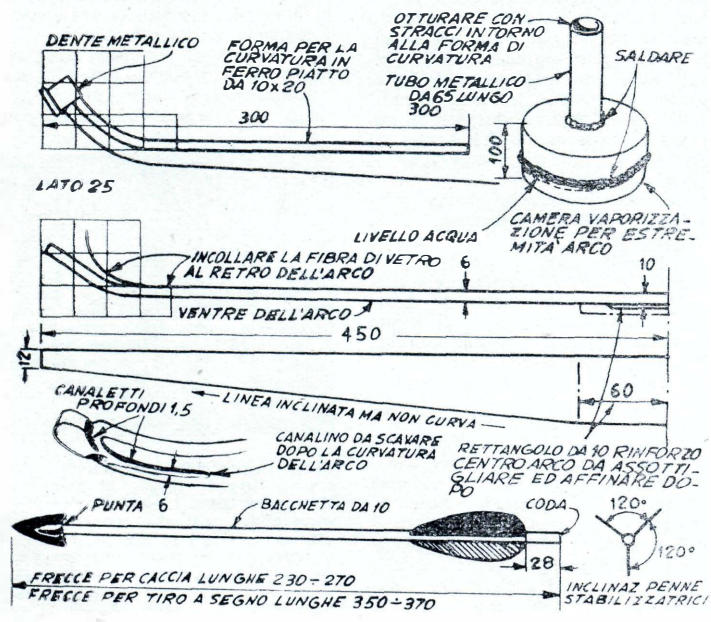 DENTE METALLICO
FORMA PER LA
CURVATURA IN
FERRO PIATTO
DA 10x20
300
LATO 25
OTTURARE CON
STRACCI INTORNO
ALLA FORMA DI
CURVATURA
TUBO METALLICO
DA 65 LUNGO
300
SALDARE
100
LIVELLO ACQUA
CAMERA VAPORIZZA-
ZIONE PER ESTRE-
MITÀ ARCO
INCOLLARE LA FIBRA DI VETRO
AL RETRO DELL'ARCO
6
10
VENTRE DELL'ARCO
450
12
60
LINEA INCLINATA MA NON CURVA
CANALETTI
PROFONDI 1,5
CANALINO DA SCAVARE
DOPO LA CURVATURA
DELL'ARCO
6
RETTANGOLO DA 10 RINFORZO
CENTRO ARCO DA ASSOTTI-
GLIARE ED AFFINARE DO-
PO
PUNTA
BACCHETTA DA 10
CODA
28
120°
120°
FRECCE PER CACCIA LUNGHE 230÷270
FRECCE PER TIRO A SEGNO LUNGHE 350÷370
INCLINAZ PENNE
STABILIZZATRICI